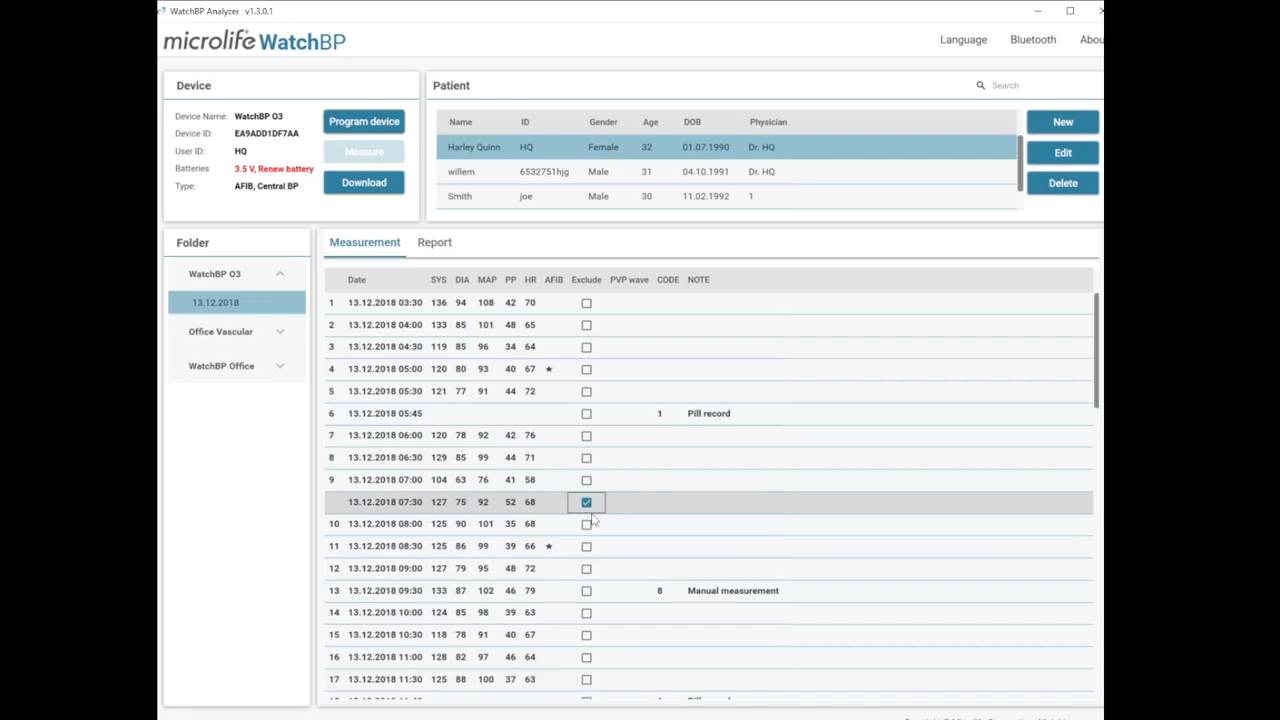 WatchBP Analyzer v1.3.0.1
microlife WatchBP
Language Bluetooth Abou
Device
Device Name: WatchBP O3
Device ID: EA9ADD1DF7AA
User ID: HQ
Batteries 3.5 V, Renew battery
Type: AFIB, Central BP
Program device
Measure
Download
Patient
Search
Name ID Gender Age DOB Physician
Harley Quinn HQ Female 32 01.07.1990 Dr. HQ
willem 6532751hjg Male 31 04.10.1991 Dr. HQ
Smith joe Male 30 11.02.1992 1
New
Edit
Delete
Folder
WatchBP O3
13.12.2018
Office Vascular
WatchBP Office
Measurement Report
Date SYS DIA MAP PP HR AFIB Exclude PVP wave CODE NOTE
1 13.12.2018 03:30 136 94 108 42 70
2 13.12.2018 04:00 133 85 101 48 65
3 13.12.2018 04:30 119 85 96 34 64
4 13.12.2018 05:00 120 80 93 40 67 ★
5 13.12.2018 05:30 121 77 91 44 72
6 13.12.2018 05:45 1 Pill record
7 13.12.2018 06:00 120 78 92 42 76
8 13.12.2018 06:30 129 85 99 44 71
9 13.12.2018 07:00 104 63 76 41 58
13.12.2018 07:30 127 75 92 52 68
10 13.12.2018 08:00 125 90 101 35 68
11 13.12.2018 08:30 125 86 99 39 66 ★
12 13.12.2018 09:00 127 79 95 48 72
13 13.12.2018 09:30 133 87 102 46 79 8 Manual measurement
14 13.12.2018 10:00 124 85 98 39 63
15 13.12.2018 10:30 118 78 91 40 67
16 13.12.2018 11:00 128 82 97 46 64
17 13.12.2018 11:30 125 88 100 37 63